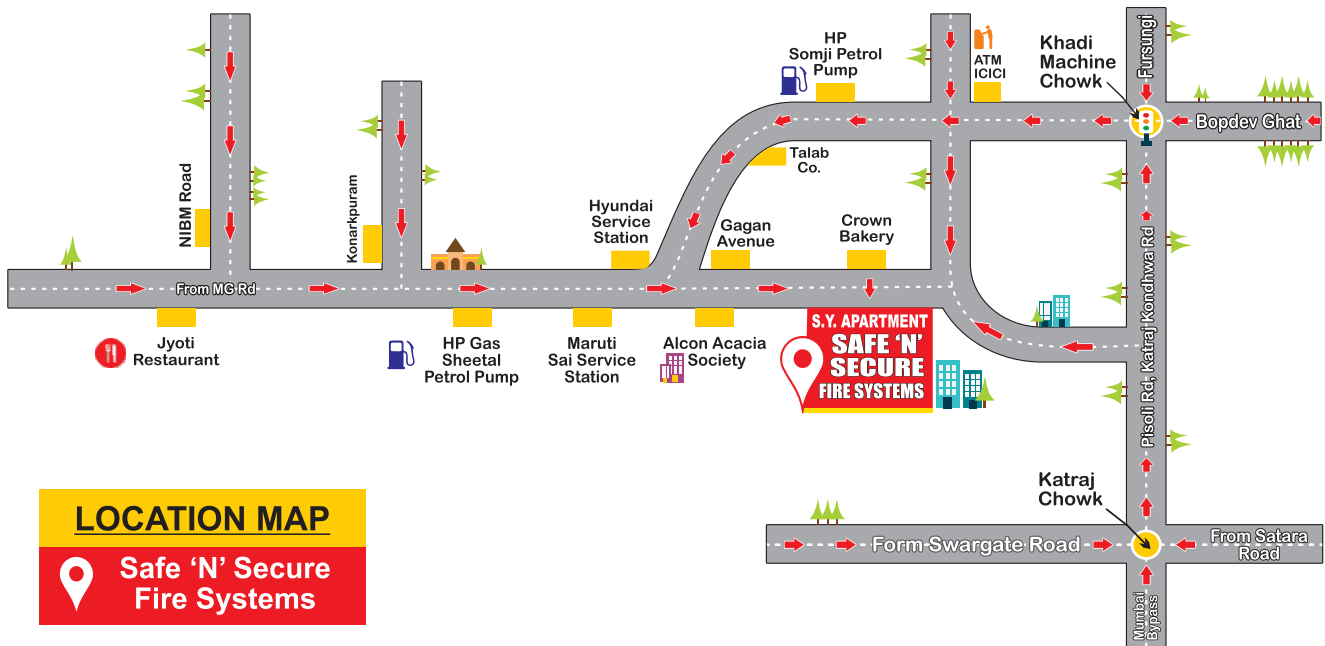 HP
Somji Petrol
Pump
ATM
ICICI
Khadi
Machine
Chowk
Fursungi
Bopdev Ghat
Talab
Co.
NIBM Road
Konarkpuram
Hyundai
Service
Station
Gagan
Avenue
Crown
Bakery
From MG Rd
Jyoti
Restaurant
HP Gas
Sheetal
Petrol Pump
Maruti
Sai Service
Station
Alcon Acacia
Society
S.Y. APARTMENT
SAFE ‘N’
SECURE
FIRE SYSTEMS
Pisoli Rd, Katraj Kondhwa Rd
Katraj
Chowk
Form Swargate Road
From Satara
Road
Mumbai
Bypass
LOCATION MAP
Safe ‘N’ Secure
Fire Systems